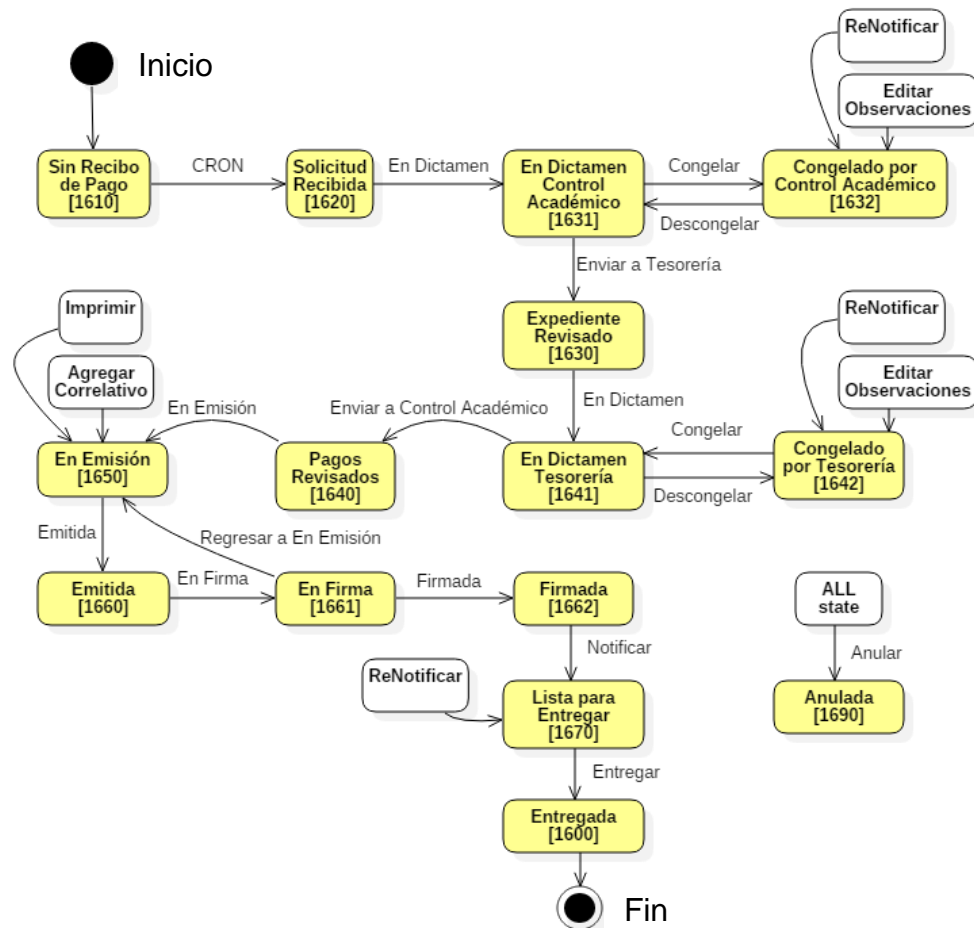 Inicio
ReNotificar
Editar
Observaciones
Sin Recibo
de Pago
[1610]
CRON
Solicitud
Recibida
[1620]
En Dictamen
En Dictamen
Control
Académico
[1631]
Congelar
Descongelar
Congelado por
Control Académico
[1632]
Enviar a Tesorería
Imprimir
Agregar
Correlativo
Expediente
Revisado
[1630]
ReNotificar
Editar
Observaciones
En Dictamen
En Emisión
Enviar a Control Académico
Congelar
En Emisión
[1650]
Pagos
Revisados
[1640]
En Dictamen
Tesorería
[1641]
Descongelar
Congelado
por Tesorería
[1642]
Emitida
Regresar a En Emisión
Emitida
[1660]
En Firma
En Firma
[1661]
Firmada
Firmada
[1662]
ALL
state
Notificar
Anular
ReNotificar
Lista para
Entregar
[1670]
Anulada
[1690]
Entregar
Entregada
[1600]
Fin